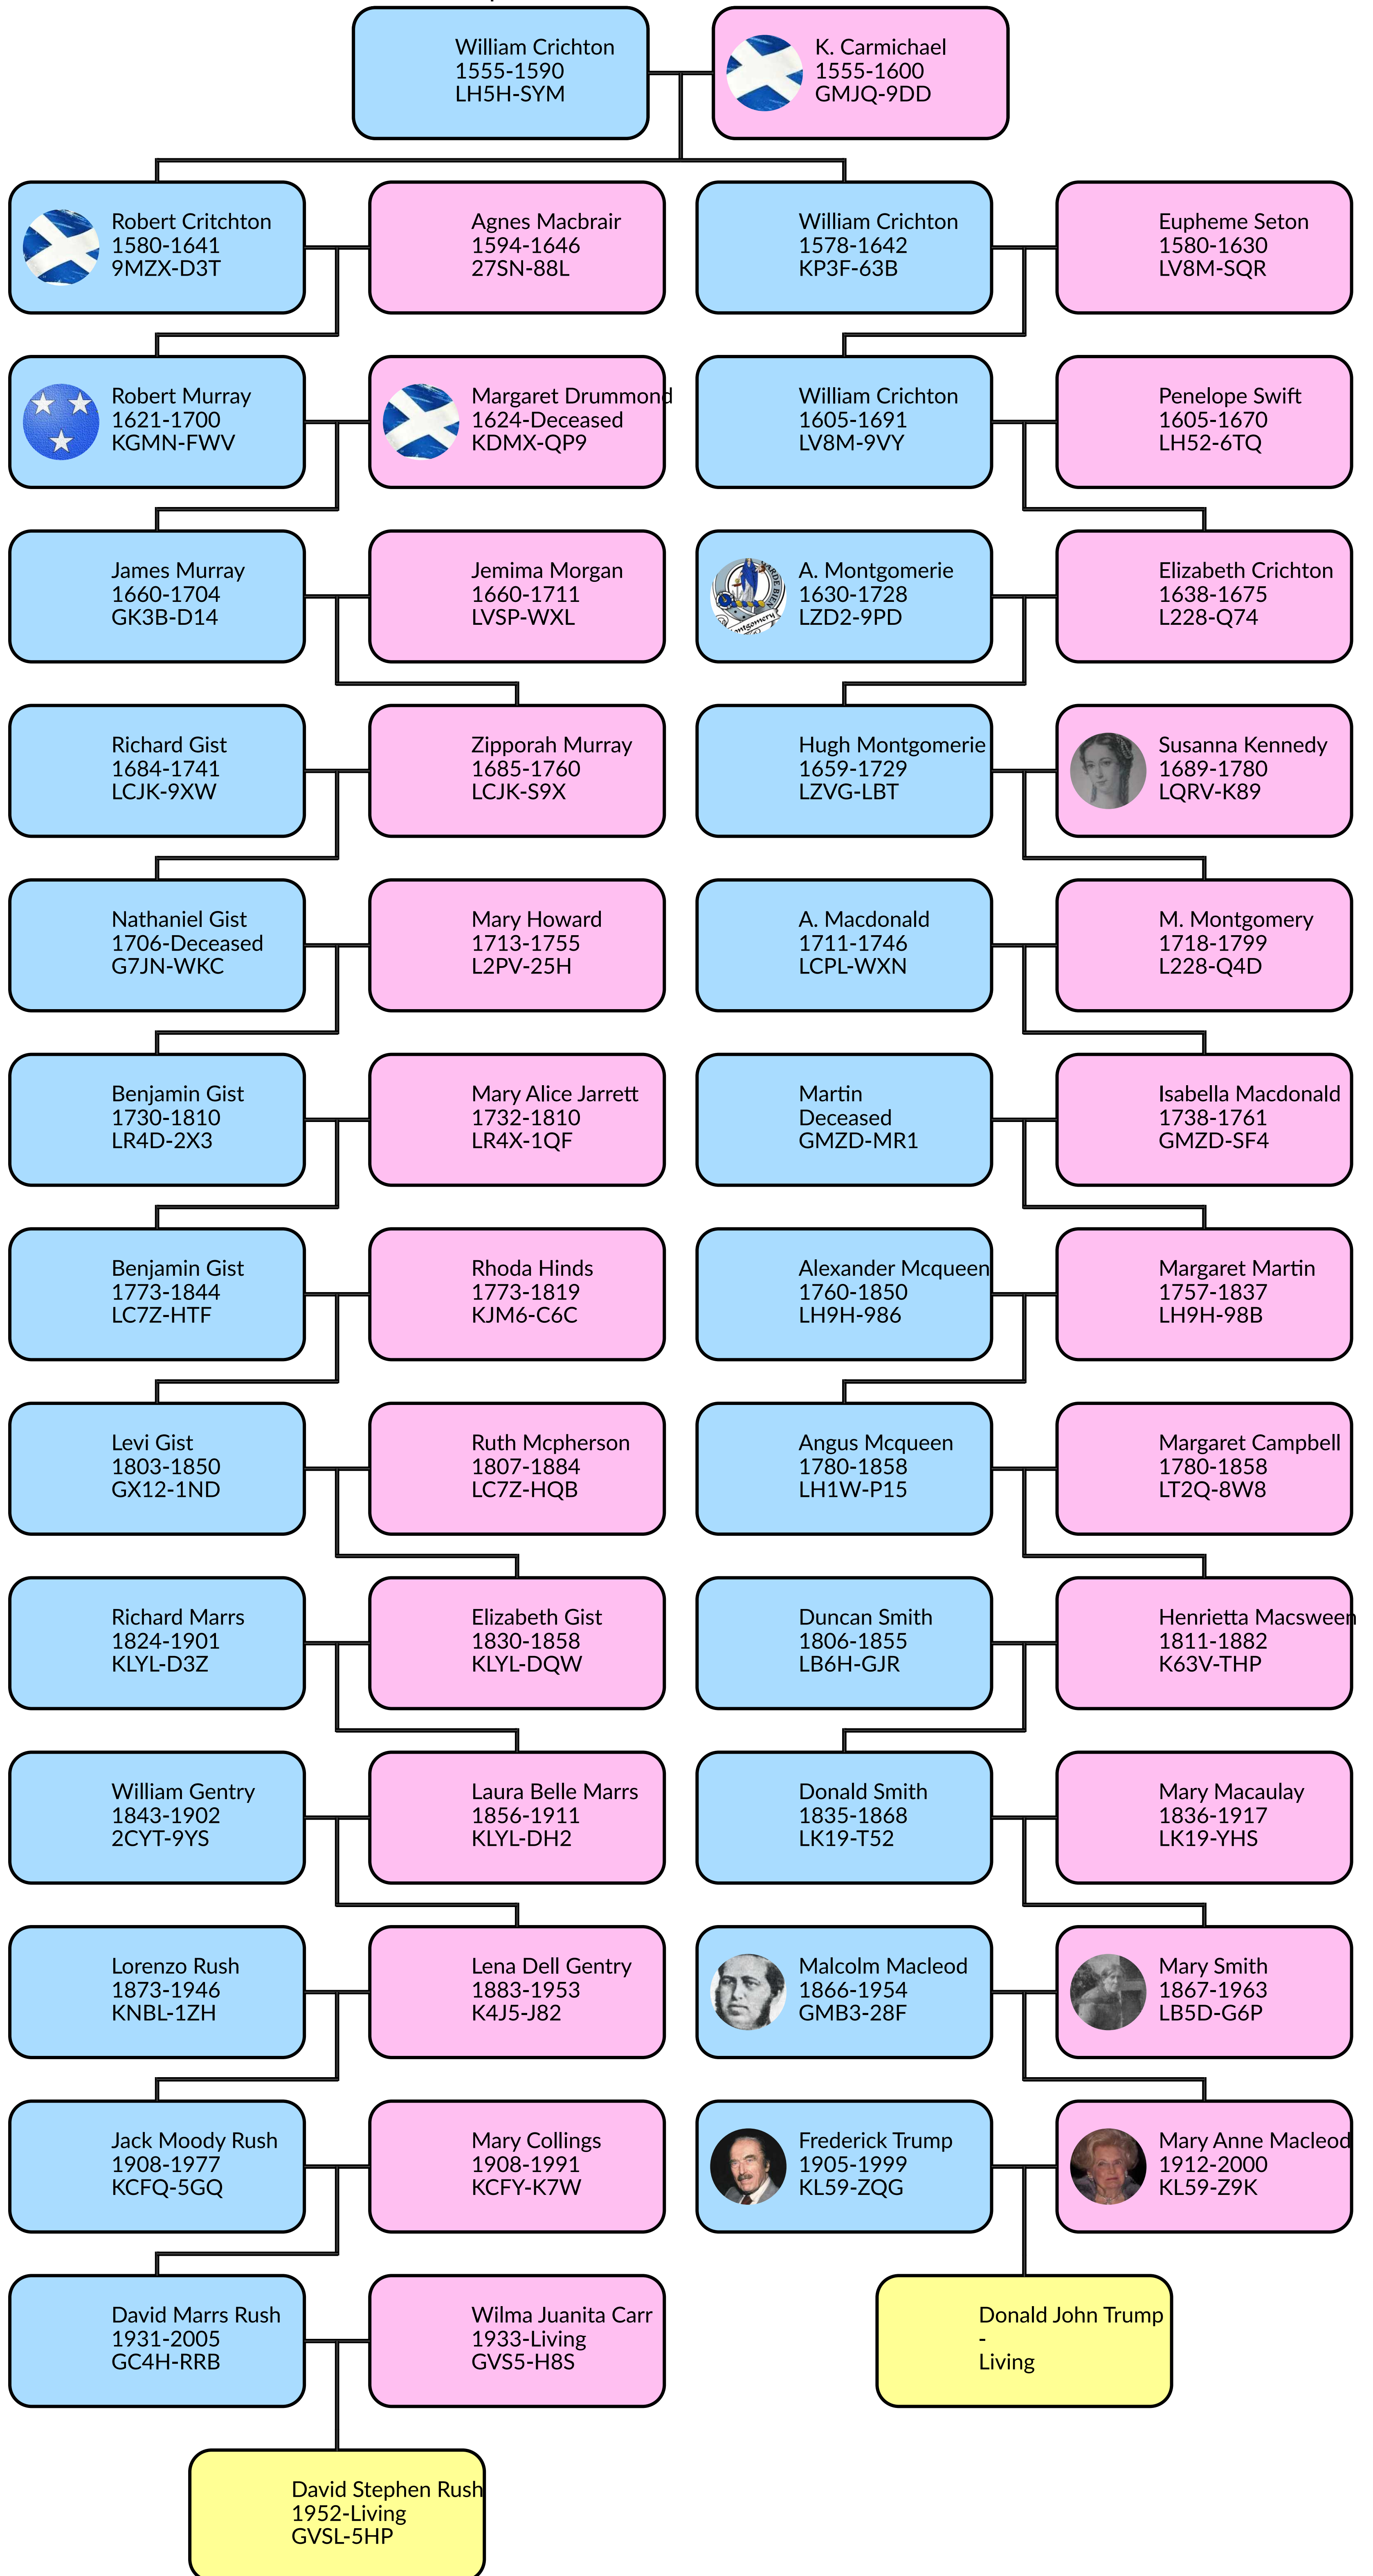 William Crichton
1555-1590
LH5H-SYM
K. Carmichael
1555-1600
GMJQ-9DD
Robert Critchton
1580-1641
9MZX-D3T
Agnes Macbrair
1594-1646
27SN-88L
William Crichton
1578-1642
KP3F-63B
Eupheme Seton
1580-1630
LV8M-SQR
Robert Murray
1621-1700
KGMN-FWV
Margaret Drummond
1624-Deceased
KDMX-QP9
William Crichton
1605-1691
LV8M-9VY
Penelope Swift
1605-1670
LH52-6TQ
James Murray
1660-1704
GK3B-D14
Jemima Morgan
1660-1711
LVSP-WXL
A. Montgomerie
1630-1728
LZD2-9PD
Elizabeth Crichton
1638-1675
L228-Q74
Richard Gist
1684-1741
LCJK-9XW
Zipporah Murray
1685-1760
LCJK-S9X
Hugh Montgomerie
1659-1729
LZVG-LBT
Susanna Kennedy
1689-1780
LQRV-K89
Nathaniel Gist
1706-Deceased
G7JN-WKC
Mary Howard
1713-1755
L2PV-25H
A. Macdonald
1711-1746
LCPL-WXN
M. Montgomery
1718-1799
L228-Q4D
Benjamin Gist
1730-1810
LR4D-2X3
Mary Alice Jarrett
1732-1810
LR4X-1QF
Martin
Deceased
GMZD-MR1
Isabella Macdonald
1738-1761
GMZD-SF4
Benjamin Gist
1773-1844
LC7Z-HTF
Rhoda Hinds
1773-1819
KJM6-C6C
Alexander Mcqueen
1760-1850
LH9H-986
Margaret Martin
1757-1837
LH9H-98B
Levi Gist
1803-1850
GX12-1ND
Ruth Mcpherson
1807-1884
LC7Z-HQB
Angus Mcqueen
1780-1858
LH1W-P15
Margaret Campbell
1780-1858
LT2Q-8W8
Richard Marrs
1824-1901
KLYL-D3Z
Elizabeth Gist
1830-1858
KLYL-DQW
Duncan Smith
1806-1855
LB6H-GJR
Henrietta Macsween
1811-1882
K63V-THP
William Gentry
1843-1902
2CYT-9YS
Laura Belle Marrs
1856-1911
KLYL-DH2
Donald Smith
1835-1868
LK19-T52
Mary Macaulay
1836-1917
LK19-YHS
Lorenzo Rush
1873-1946
KNBL-1ZH
Lena Dell Gentry
1883-1953
K4J5-J82
Malcolm Macleod
1866-1954
GMB3-28F
Mary Smith
1867-1963
LB5D-G6P
Jack Moody Rush
1908-1977
KCFQ-5GQ
Mary Collings
1908-1991
KCFY-K7W
Frederick Trump
1905-1999
KL59-ZQG
Mary Anne Macleod
1912-2000
KL59-Z9K
David Marrs Rush
1931-2005
GC4H-RRB
Wilma Juanita Carr
1933-Living
GVS5-H8S
Donald John Trump
-
Living
David Stephen Rush
1952-Living
GVSL-5HP